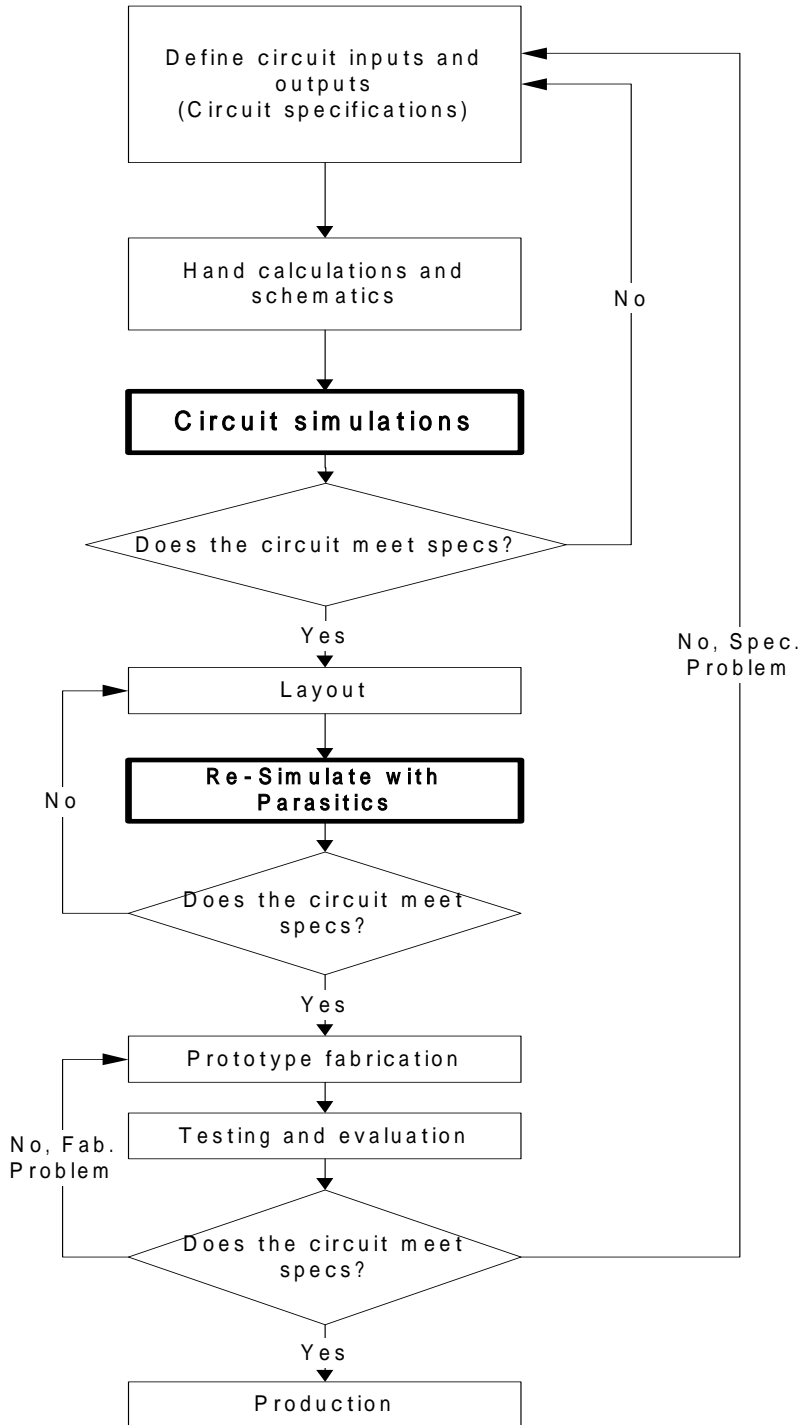 Define circuit inputs and
outputs
(Circuit specifications)
Hand calculations and
schematics
No
Circuit simulations
Does the circuit meet specs?
Yes
No, Spec.
Problem
Layout
Re-Simulate with
Parasitics
No
Does the circuit meet
specs?
Yes
Prototype fabrication
Testing and evaluation
No, Fab.
Problem
Does the circuit meet
specs?
Yes
Production